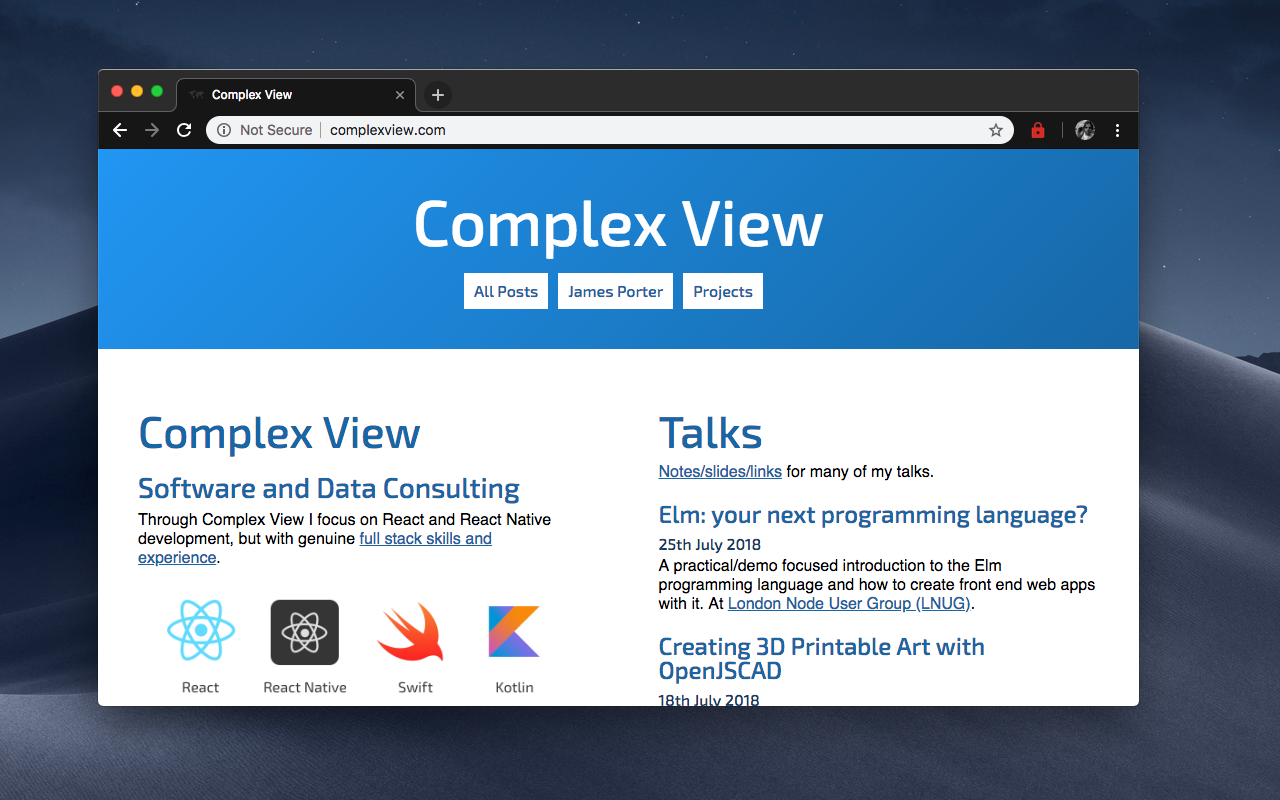 Complex View
Not Secure
complexview.com
Complex View
All Posts
James Porter
Projects
Complex View
Software and Data Consulting
Through Complex View I focus on React and React Native
development, but with genuine full stack skills and
experience.
React
React Native
Swift
Kotlin
Talks
Notes/slides/links for many of my talks.
Elm: your next programming language?
25th July 2018
A practical/demo focused introduction to the Elm
programming language and how to create front end web apps
with it. At London Node User Group (LNUG).
Creating 3D Printable Art with
OpenJSCAD
18th July 2018